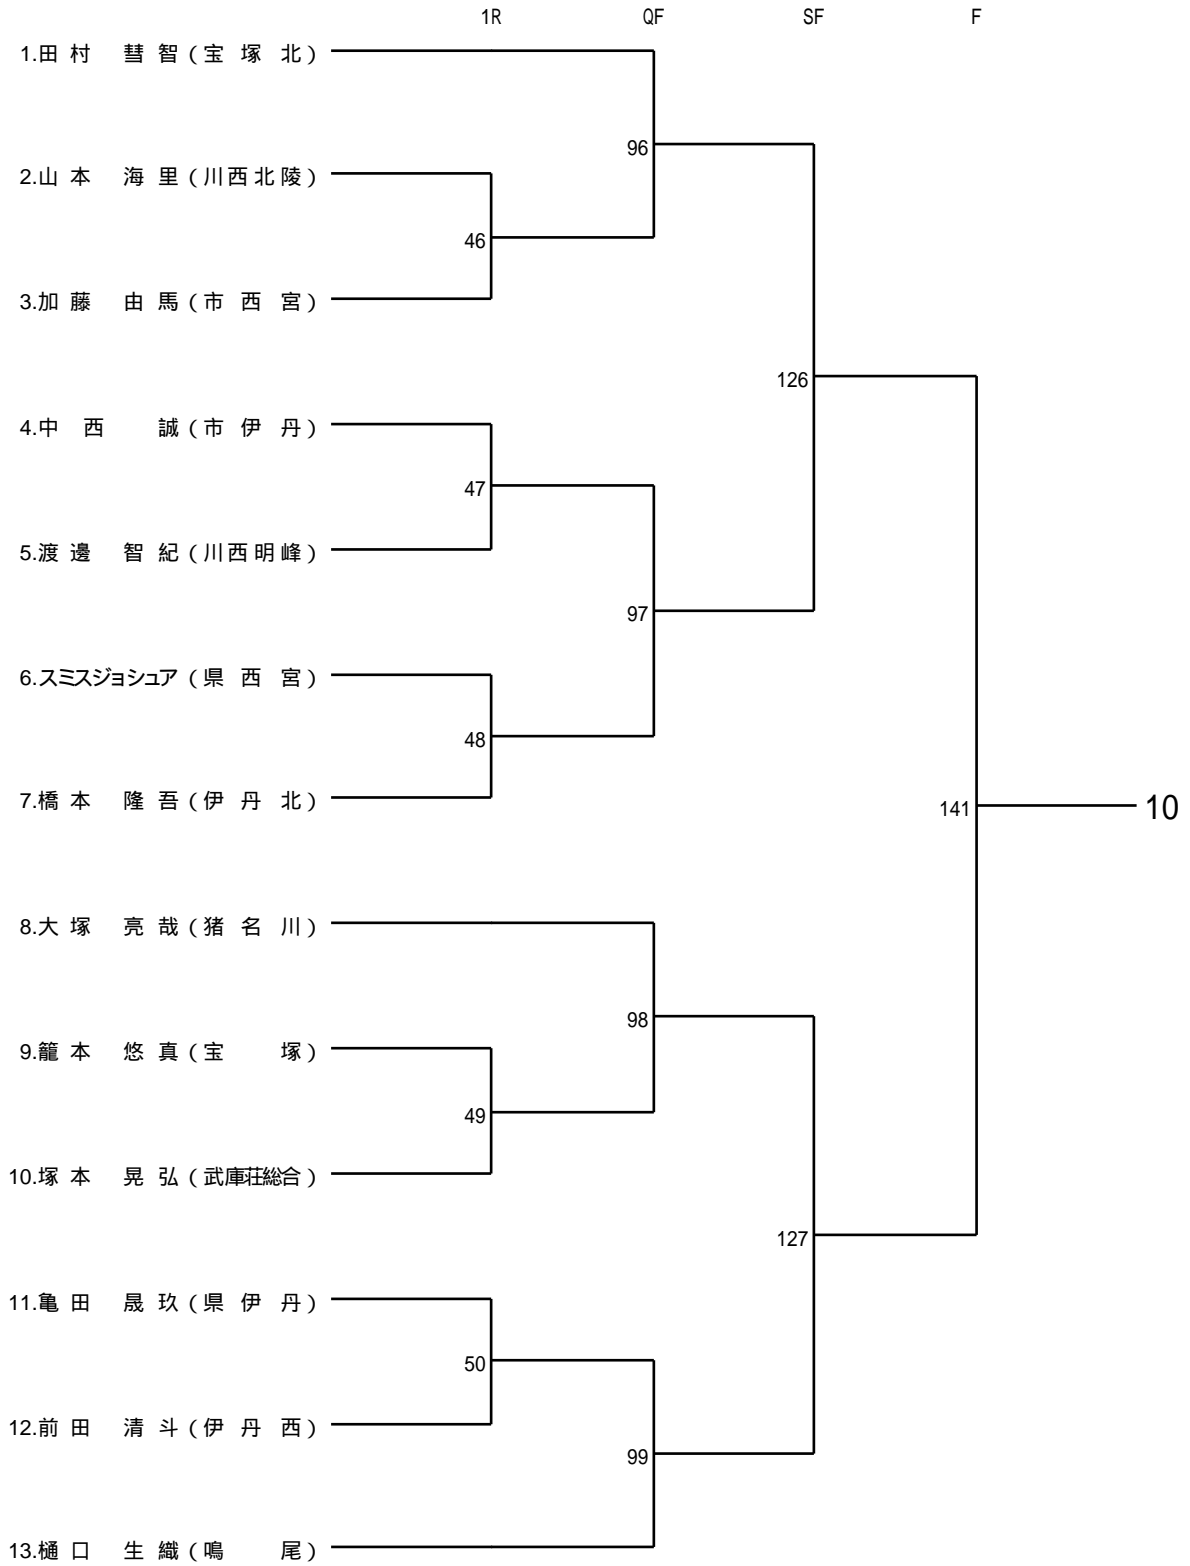 1R QF SF F
1.田村 彗智(宝塚北)
96
2.山本 海里(川西北陵)
46
3.加藤 由馬(市西宮)
126
4.中西 誠(市伊丹)
47
5.渡邊 智紀(川西明峰)
97
6.スミスジョシュア(県西宮)
48
7.橋本 隆吾(伊丹北)
141
10
8.大塚 亮哉(猪名川)
98
9.籠本 悠真(宝塚)
49
10.塚本 晃弘(武庫荘総合)
127
11.亀田 晟玖(県伊丹)
50
12.前田 清斗(伊丹西)
99
13.樋口 生織(鳴尾)